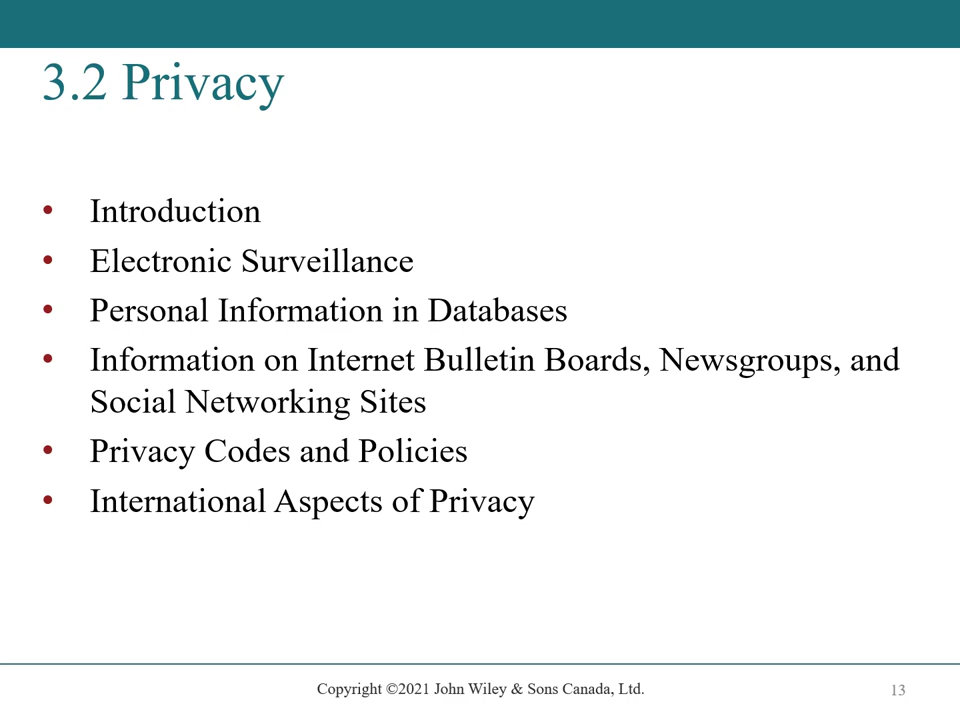 3.2 Privacy
• Introduction
• Electronic Surveillance
• Personal Information in Databases
• Information on Internet Bulletin Boards, Newsgroups, and
Social Networking Sites
• Privacy Codes and Policies
• International Aspects of Privacy
Copyright ©2021 John Wiley & Sons Canada, Ltd.
13